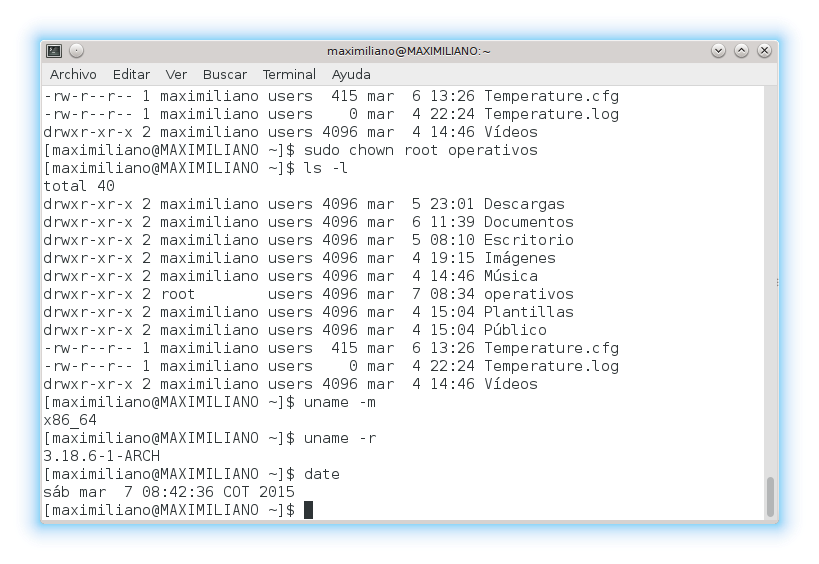 maximiliano@MAXIMILIANO:~
Archivo Editar Ver Buscar Terminal Ayuda
-rw-r--r-- 1 maximiliano users  415 mar  6 13:26 Temperature.cfg
-rw-r--r-- 1 maximiliano users    0 mar  4 22:24 Temperature.log
drwxr-xr-x 2 maximiliano users 4096 mar  4 14:46 Vídeos
[maximiliano@MAXIMILIANO ~]$ sudo chown root operativos
[maximiliano@MAXIMILIANO ~]$ ls -l
total 40
drwxr-xr-x 2 maximiliano users 4096 mar  5 23:01 Descargas
drwxr-xr-x 2 maximiliano users 4096 mar  6 11:39 Documentos
drwxr-xr-x 2 maximiliano users 4096 mar  5 08:10 Escritorio
drwxr-xr-x 2 maximiliano users 4096 mar  4 19:15 Imágenes
drwxr-xr-x 2 maximiliano users 4096 mar  4 14:46 Música
drwxr-xr-x 2 root        users 4096 mar  7 08:34 operativos
drwxr-xr-x 2 maximiliano users 4096 mar  4 15:04 Plantillas
drwxr-xr-x 2 maximiliano users 4096 mar  4 15:04 Público
-rw-r--r-- 1 maximiliano users  415 mar  6 13:26 Temperature.cfg
-rw-r--r-- 1 maximiliano users    0 mar  4 22:24 Temperature.log
drwxr-xr-x 2 maximiliano users 4096 mar  4 14:46 Vídeos
[maximiliano@MAXIMILIANO ~]$ uname -m
x86_64
[maximiliano@MAXIMILIANO ~]$ uname -r
3.18.6-1-ARCH
[maximiliano@MAXIMILIANO ~]$ date
sáb mar  7 08:42:36 COT 2015
[maximiliano@MAXIMILIANO ~]$